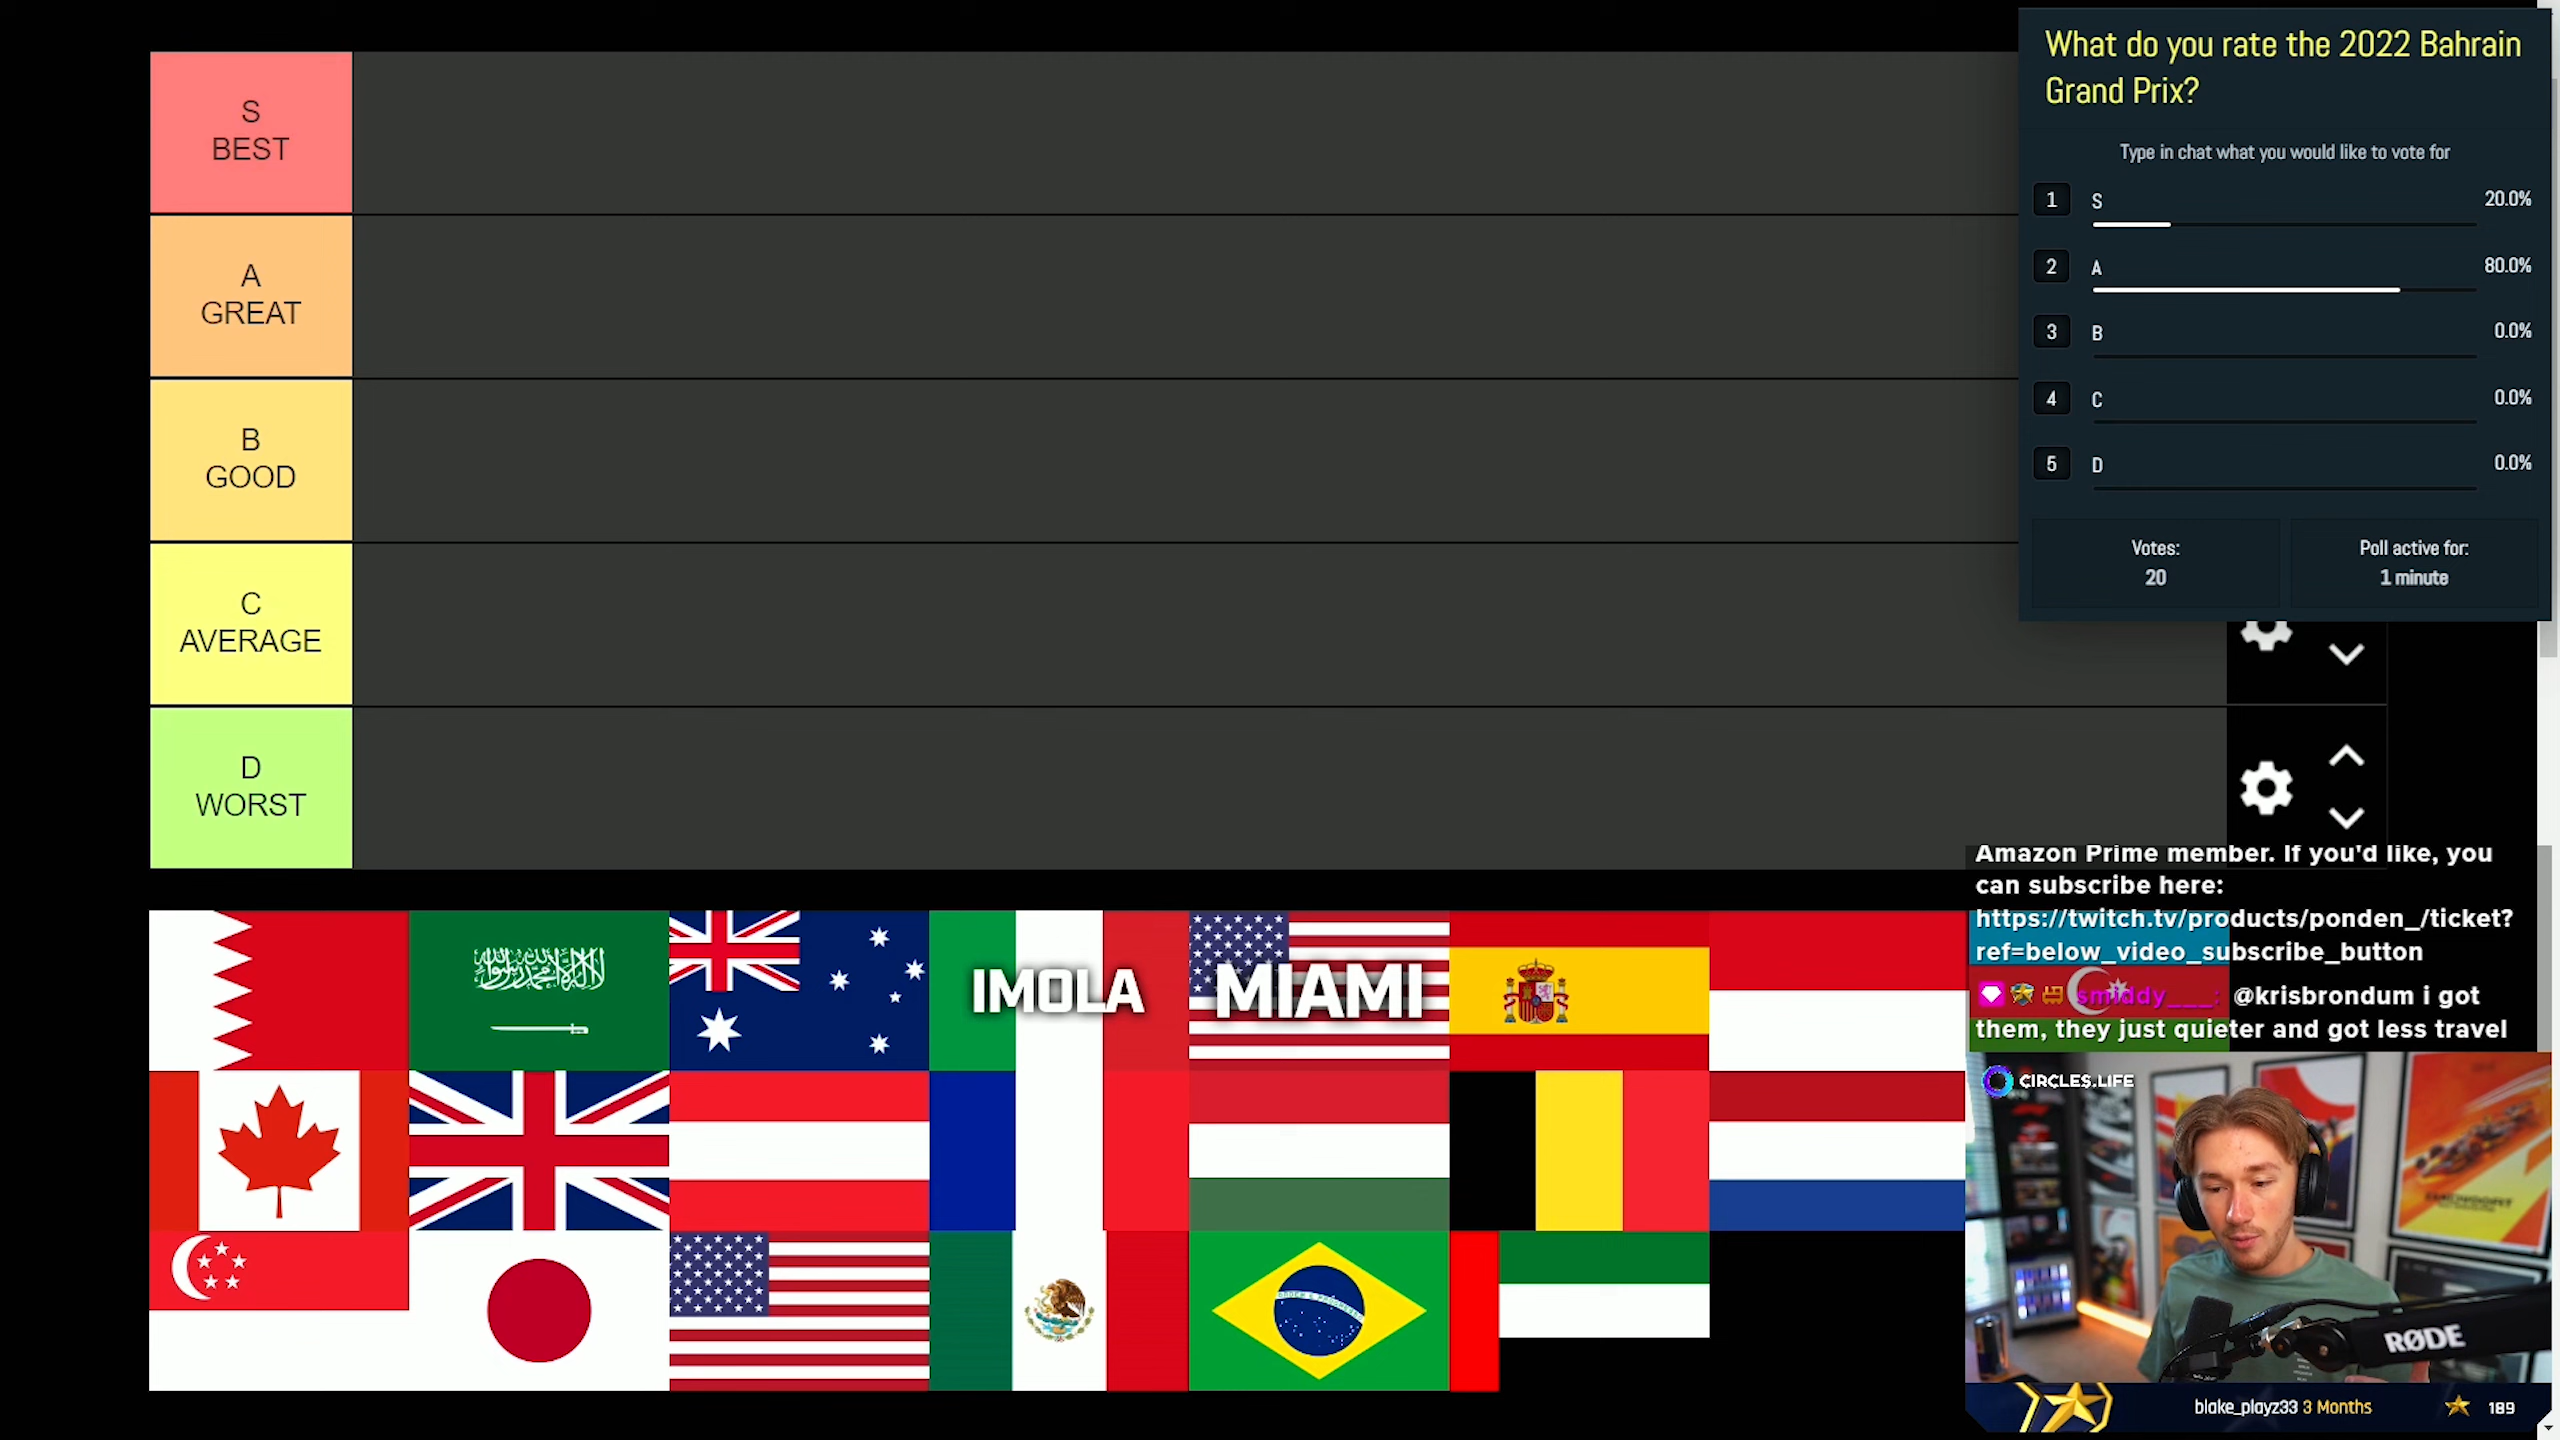 S
BEST
A
GREAT
B
GOOD
C
AVERAGE
D
WORST
What do you rate the 2022 Bahrain
Grand Prix?
Type in chat what you would like to vote for
1 S 20.0%
2 A 80.0%
3 B 0.0%
4 C 0.0%
5 D 0.0%
Votes:
20
Poll active for:
1 minute
IMOLA
MIAMI
Amazon Prime member. If you'd like, you
can subscribe here:
https://twitch.tv/products/ponden_/ticket?
ref=below_video_subscribe_button
smiddy___: @krisbrondum i got
them, they just quieter and got less travel
CIRCLES.LIFE
RØDE
blake_playz33 3 Months
189